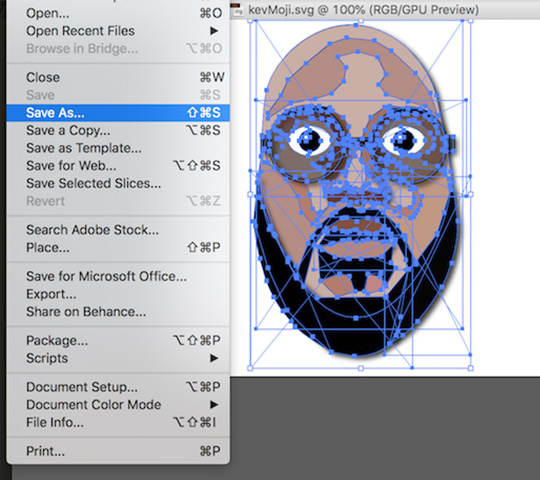 kevMoji.svg @ 100% (RGB/GPU Preview)
Open... ⌘O
Open Recent Files ▶
Browse in Bridge... ⌥⌘O
Close ⌘W
Save ⌘S
Save As... ⇧⌘S
Save a Copy... ⌥⌘S
Save as Template...
Save for Web... ⌥⇧⌘S
Save Selected Slices...
Revert ⌥⌘Z
Search Adobe Stock...
Place... ⇧⌘P
Save for Microsoft Office...
Export...
Share on Behance...
Package... ⌥⇧⌘P
Scripts ▶
Document Setup... ⌥⌘P
Document Color Mode ▶
File Info... ⌥⇧⌘I
Print... ⌘P